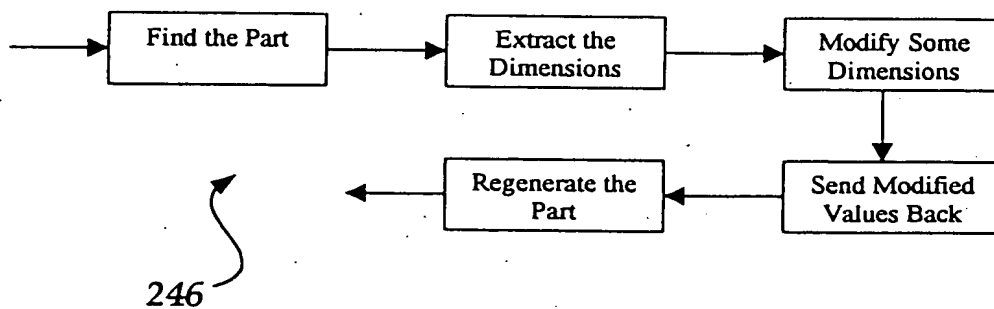 Find the Part
Extract the
Dimensions
Modify Some
Dimensions
Send Modified
Values Back
Regenerate the
Part
246